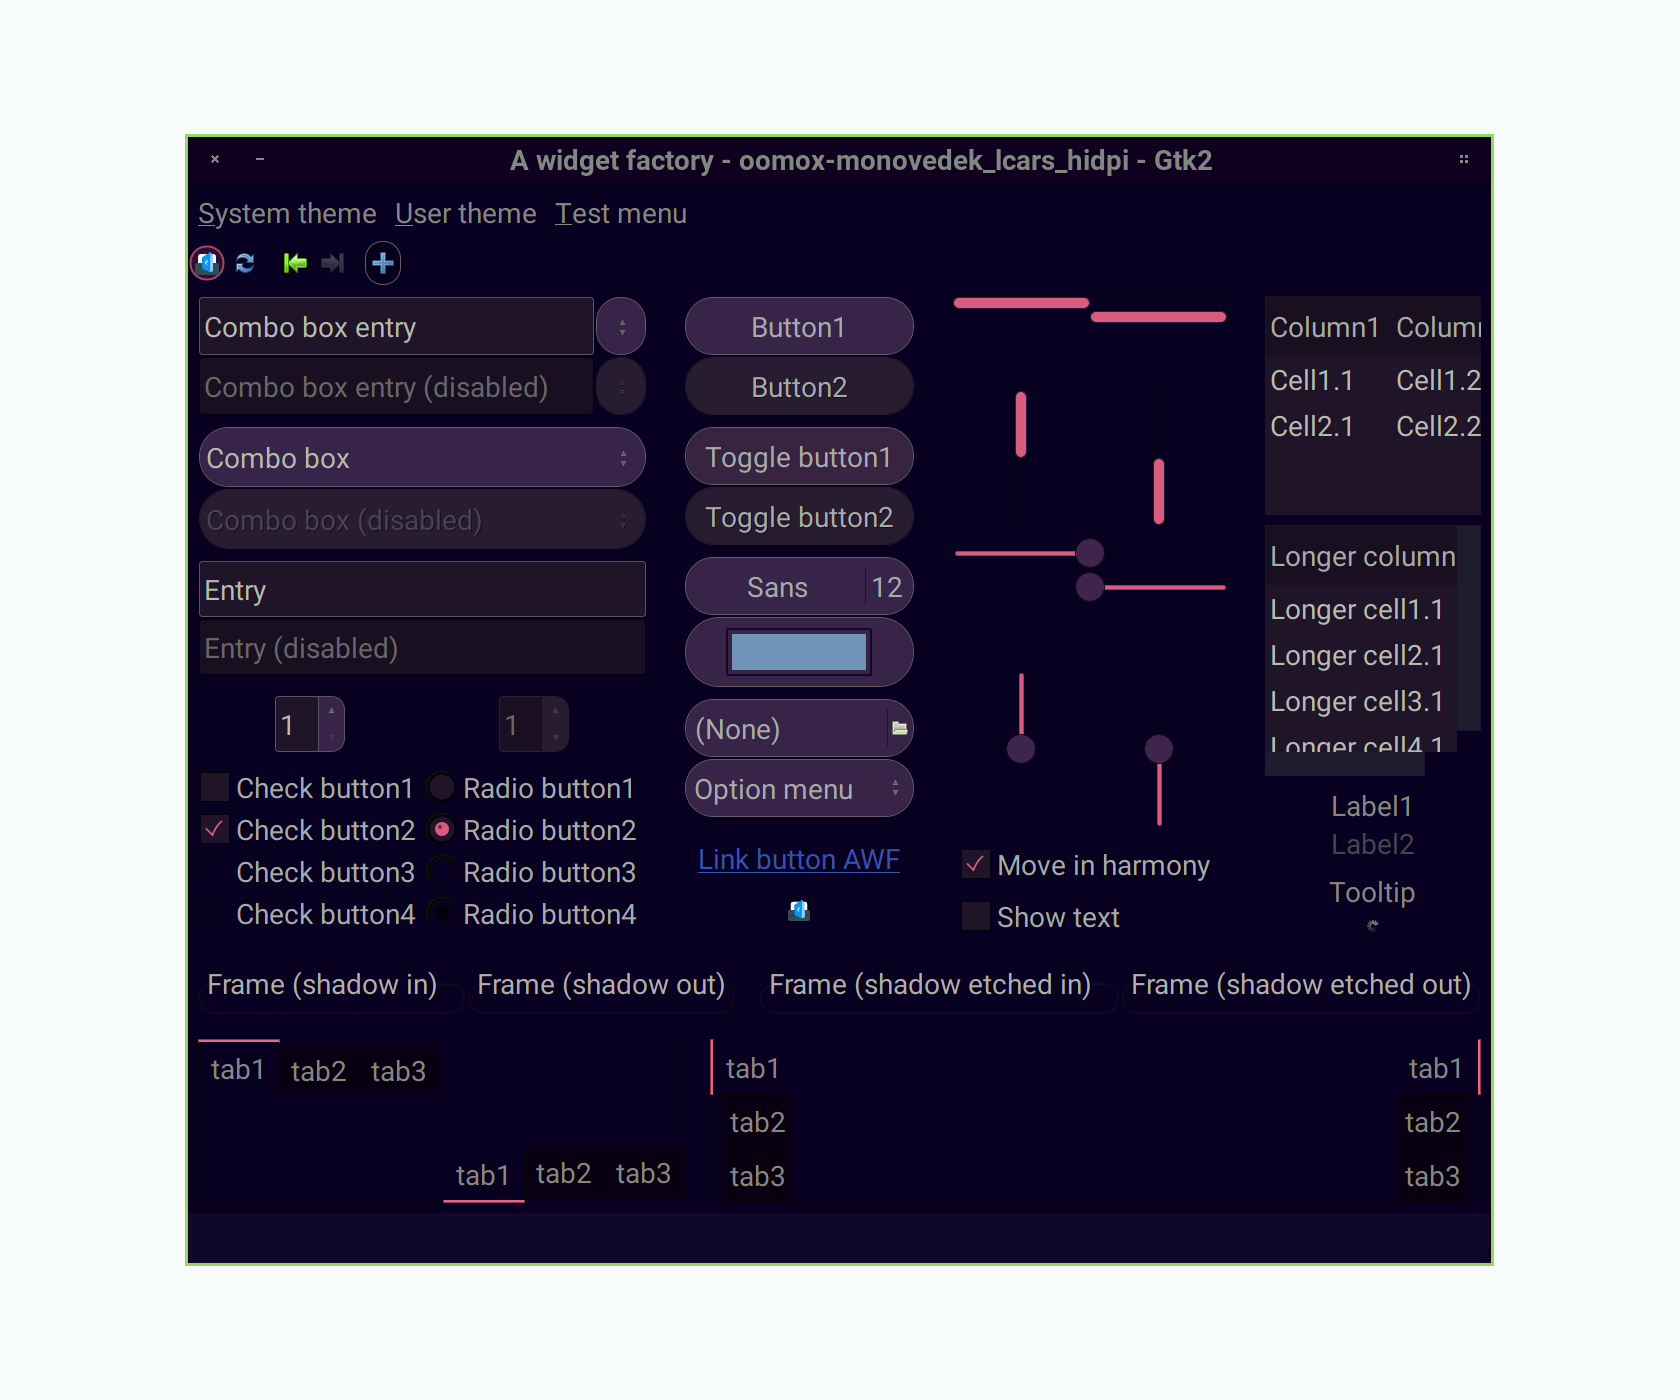 A widget factory - oomox-monovedek_lcars_hidpi - Gtk2
System theme User theme Test menu
Combo box entry
Combo box entry (disabled)
Combo box
Combo box (disabled)
Entry
Entry (disabled)
1 1
Check button1 Radio button1
Check button2 Radio button2
Check button3 Radio button3
Check button4 Radio button4
Button1
Button2
Toggle button1
Toggle button2
Sans 12
(None)
Option menu
Link button AWF
Move in harmony
Show text
Column1 Colum
Cell1.1 Cell1.2
Cell2.1 Cell2.2
Longer column
Longer cell1.1
Longer cell2.1
Longer cell3.1
Longer cell4.1
Label1
Label2
Tooltip
Frame (shadow in) Frame (shadow out) Frame (shadow etched in) Frame (shadow etched out)
tab1 tab2 tab3
tab1 tab2 tab3
tab1
tab2
tab3
tab1
tab2
tab3